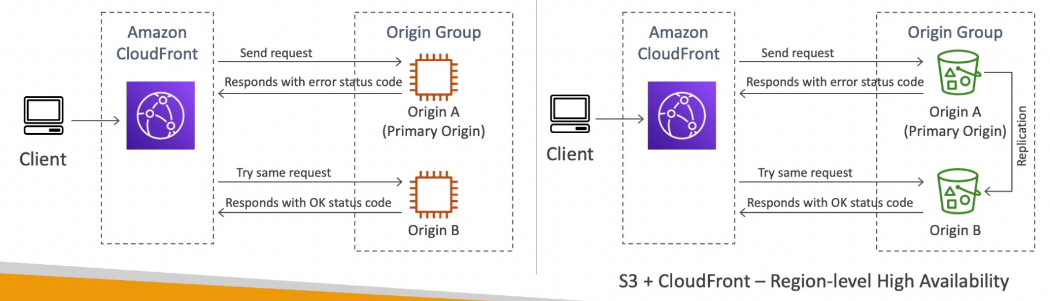 Amazon
CloudFront
Origin Group
Send request
Responds with error status code
Origin A
(Primary Origin)
Client
Try same request
Responds with OK status code
Origin B
Amazon
CloudFront
Origin Group
Send request
Responds with error status code
Origin A
(Primary Origin)
Replication
Client
Try same request
Responds with OK status code
Origin B
S3 + CloudFront – Region-level High Availability